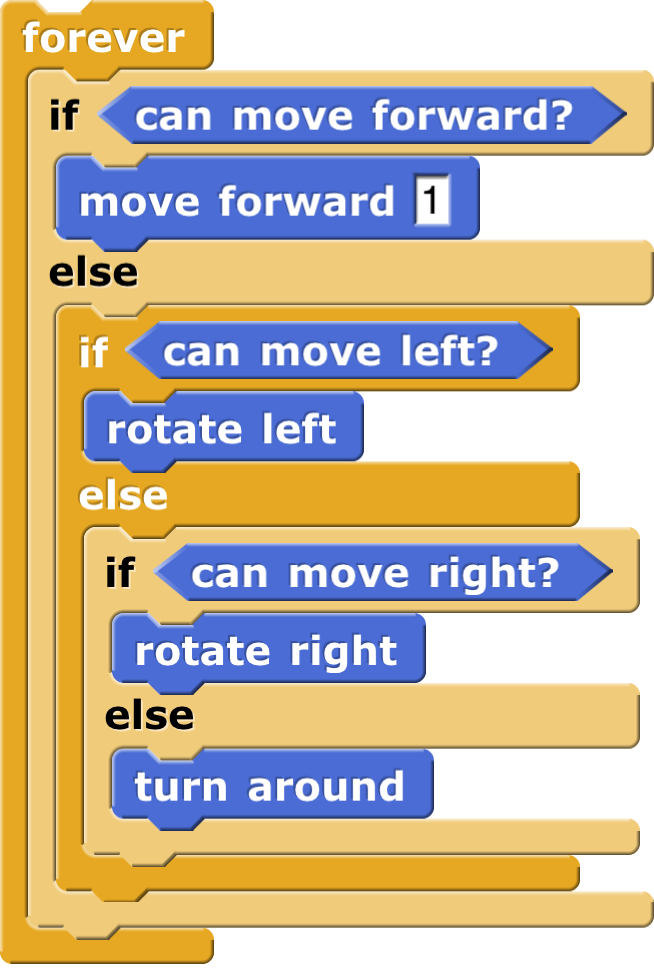 forever
if can move forward?
move forward 1
else
if can move left?
rotate left
else
if can move right?
rotate right
else
turn around